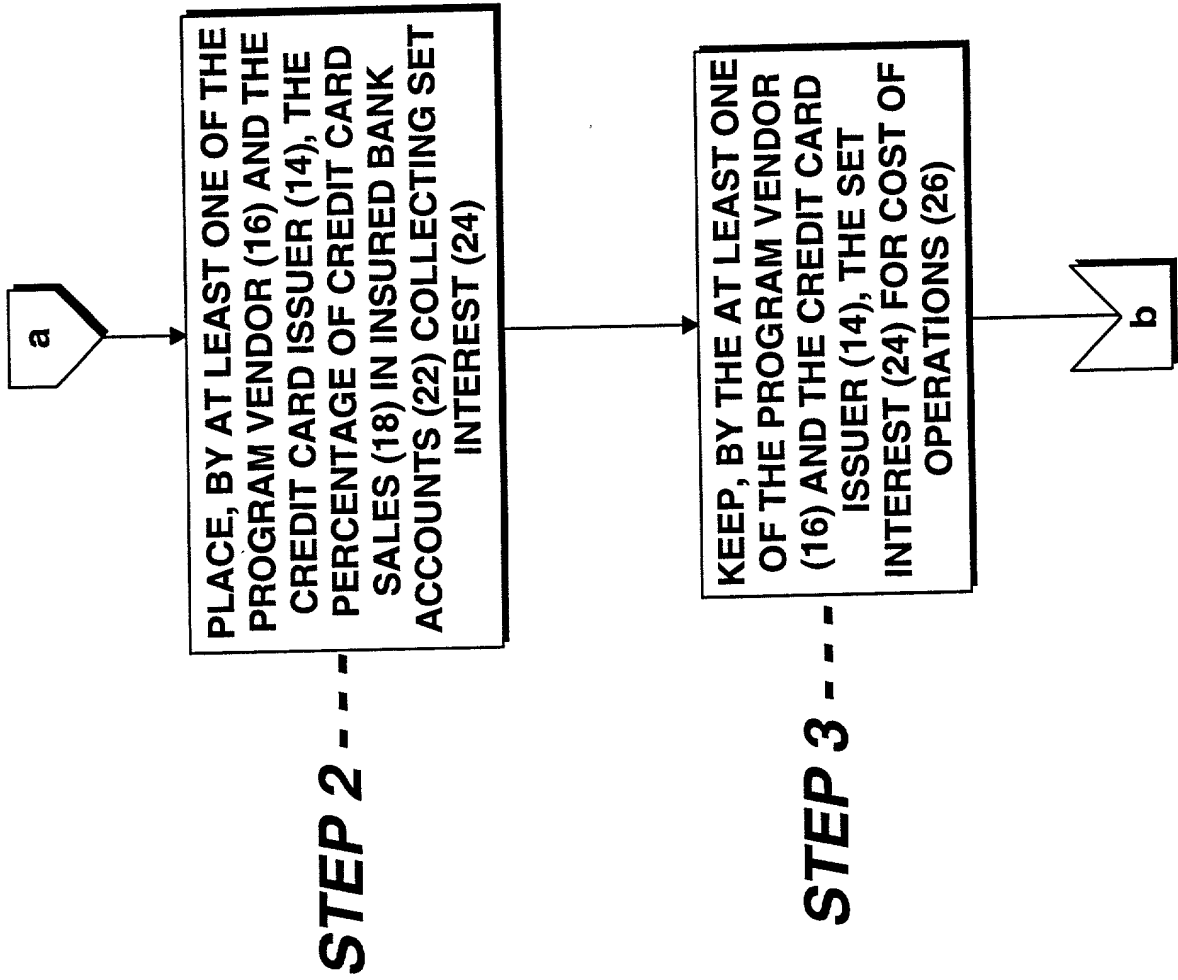 a
STEP 2 - - -
PLACE, BY AT LEAST ONE OF THE
PROGRAM VENDOR (16) AND THE
CREDIT CARD ISSUER (14), THE
PERCENTAGE OF CREDIT CARD
SALES (18) IN INSURED BANK
ACCOUNTS (22) COLLECTING SET
INTEREST (24)
STEP 3 - - -
KEEP, BY THE AT LEAST ONE
OF THE PROGRAM VENDOR
(16) AND THE CREDIT CARD
ISSUER (14), THE SET
INTEREST (24) FOR COST OF
OPERATIONS (26)
b